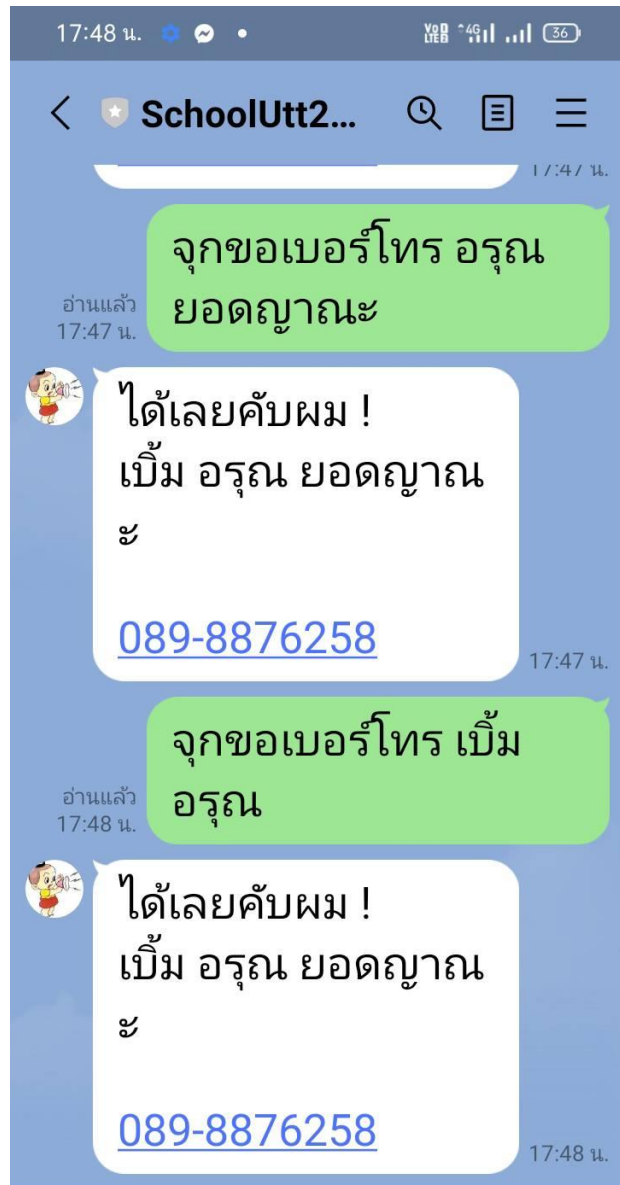 17:48 น.
VoD LTE 4G 36
SchoolUtt2...
17:47 น.
จุกขอเบอร์โทร อรุณ
ยอดญาณะ
อ่านแล้ว
17:47 น.
ได้เลยคับผม !
เบิ้ม อรุณ ยอดญาณ
ะ
089-8876258
17:47 น.
จุกขอเบอร์โทร เบิ้ม
อรุณ
อ่านแล้ว
17:48 น.
ได้เลยคับผม !
เบิ้ม อรุณ ยอดญาณ
ะ
089-8876258
17:48 น.